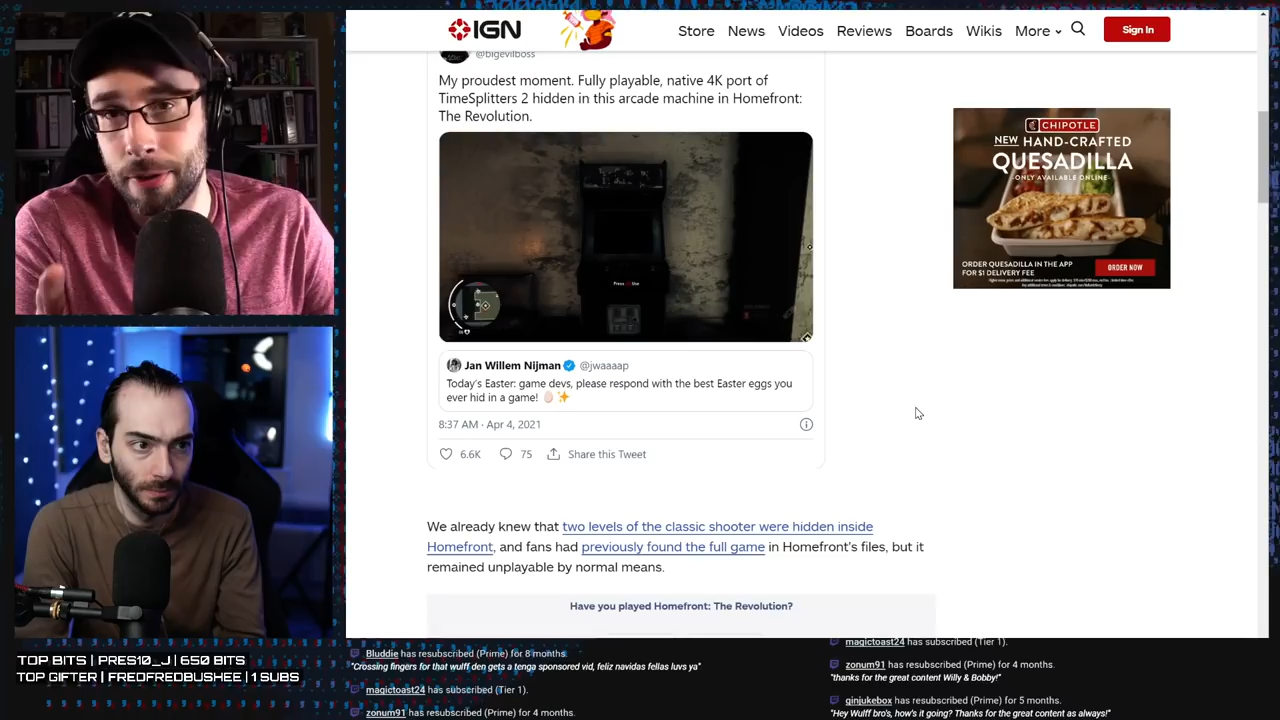 IGN
Store
News
Videos
Reviews
Boards
Wikis
More
Sign In
@bigevilboss
My proudest moment. Fully playable, native 4K port of
TimeSplitters 2 hidden in this arcade machine in Homefront:
The Revolution.
Jan Willem Nijman @jwaaaap
Today's Easter: game devs, please respond with the best Easter eggs you
ever hid in a game! 🥚✨
8:37 AM · Apr 4, 2021
6.6K
75
Share this Tweet
CHIPOTLE
NEW HAND-CRAFTED
QUESADILLA
-ONLY AVAILABLE ONLINE-
ORDER QUESADILLA IN THE APP
FOR $1 DELIVERY FEE
ORDER NOW
We already knew that two levels of the classic shooter were hidden inside
Homefront, and fans had previously found the full game in Homefront's files, but it
remained unplayable by normal means.
Have you played Homefront: The Revolution?
TOP BITS | PRES10_J | 650 BITS
TOP GIFTER | FREDFREDBUSHEE | 1 SUBS
Bluddie has resubscribed (Prime) for 8 months.
"Crossing fingers for that wulff den gets a tenga sponsored vid, feliz navidas fellas luvs ya"
magictoast24 has subscribed (Tier 1).
zonum91 has resubscribed (Prime) for 4 months.
magictoast24 has subscribed (Tier 1).
zonum91 has resubscribed (Prime) for 4 months.
"thanks for the great content Willy & Bobby!"
ginjukebox has resubscribed (Prime) for 5 months.
"Hey Wulff bro's, how's it going? Thanks for the great content as always!"